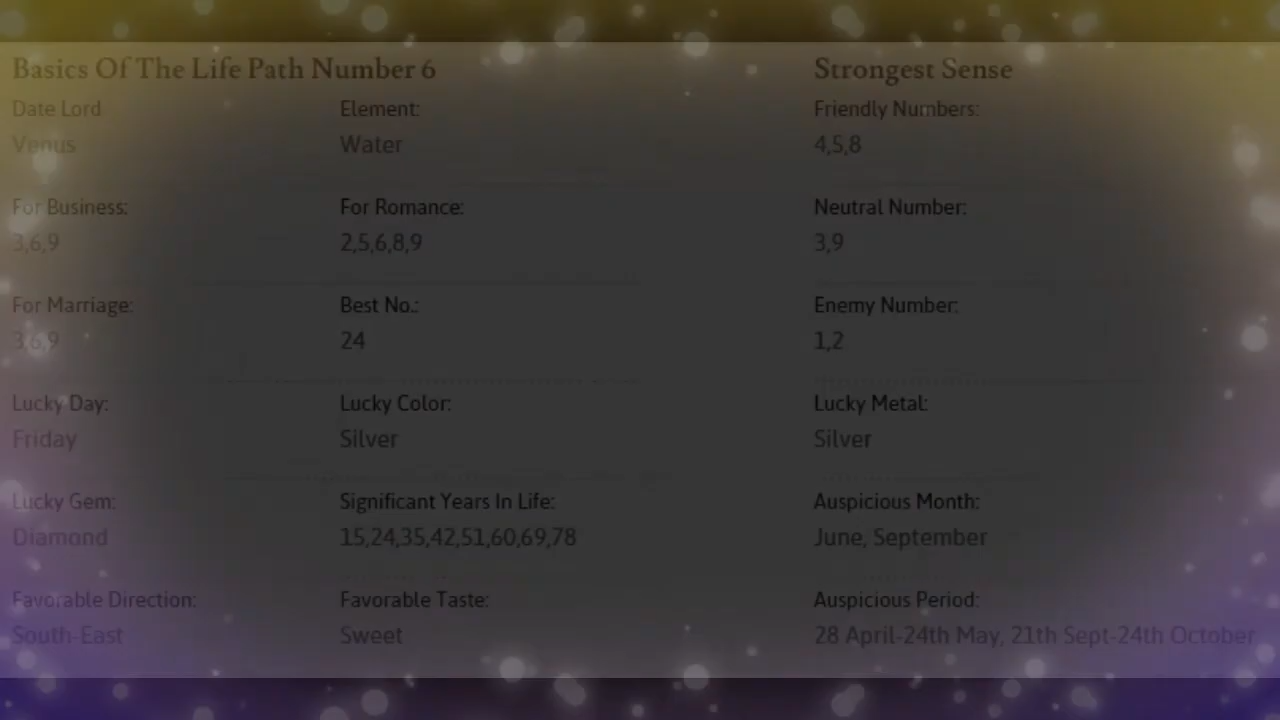 Basics Of The Life Path Number 6
Strongest Sense
Date Lord
Element:
Friendly Numbers:
Venus
Water
4,5,8
For Business:
For Romance:
Neutral Number:
3,6,9
2,5,6,8,9
3,9
For Marriage:
Best No.:
Enemy Number:
3,6,9
24
1,2
Lucky Day:
Lucky Color:
Lucky Metal:
Friday
Silver
Silver
Lucky Gem:
Significant Years In Life:
Auspicious Month:
Diamond
15,24,35,42,51,60,69,78
June, September
Favorable Direction:
Favorable Taste:
Auspicious Period:
South-East
Sweet
28 April-24th May, 21th Sept-24th October